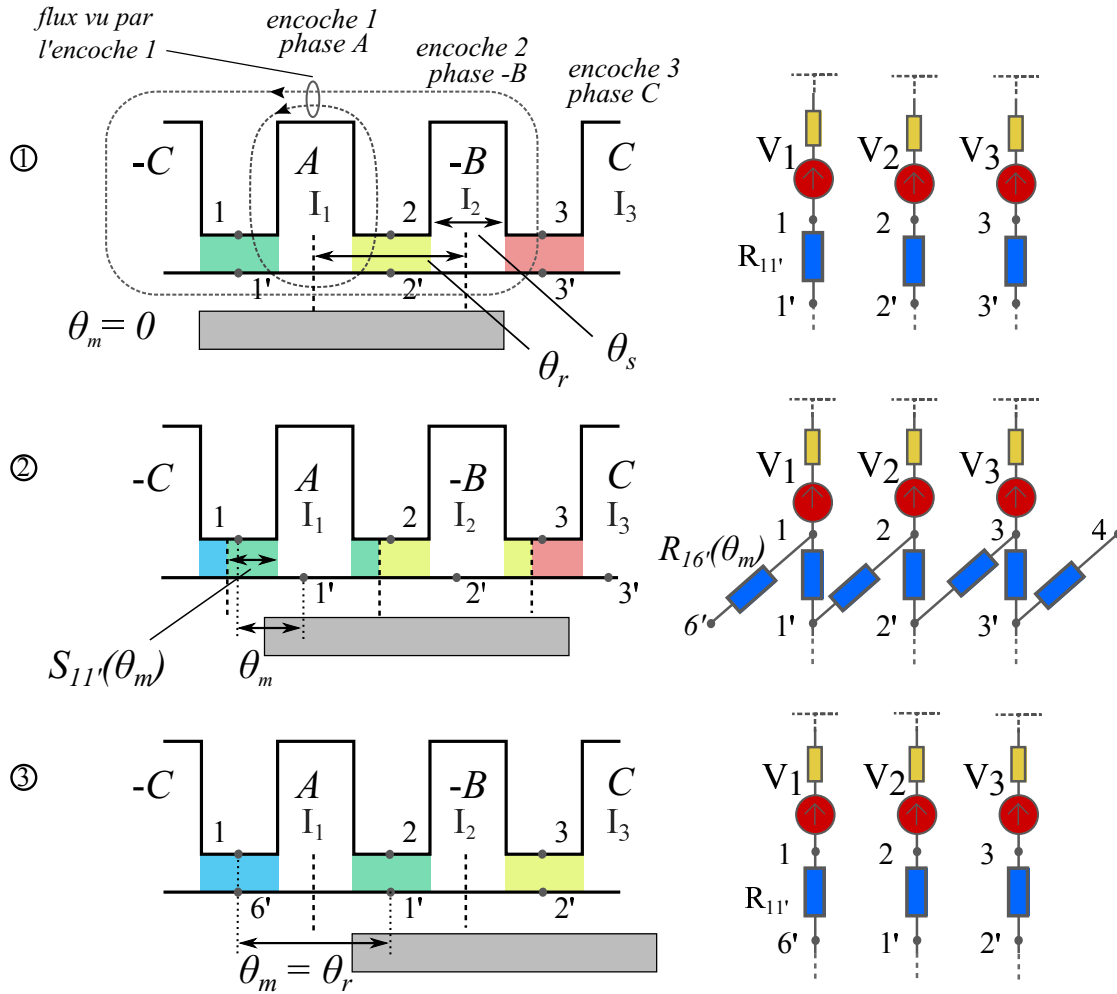 flux vu par
l'encoche 1
encoche 1
phase A
encoche 2
phase -B
encoche 3
phase C
①
-C
A
-B
C
I1
I2
I3
1
2
3
1'
2'
3'
θm = 0
θr
θs
V1
V2
V3
1
2
3
R11'
1'
2'
3'
②
-C
A
-B
C
1
I1
2
I2
3
I3
1'
2'
3'
S11'(θm)
θm
V1
V2
V3
1
2
3
4
R16'(θm)
6'
1'
2'
3'
③
-C
A
-B
C
1
I1
2
I2
3
I3
6'
1'
2'
θm = θr
V1
V2
V3
1
2
3
R11'
6'
1'
2'